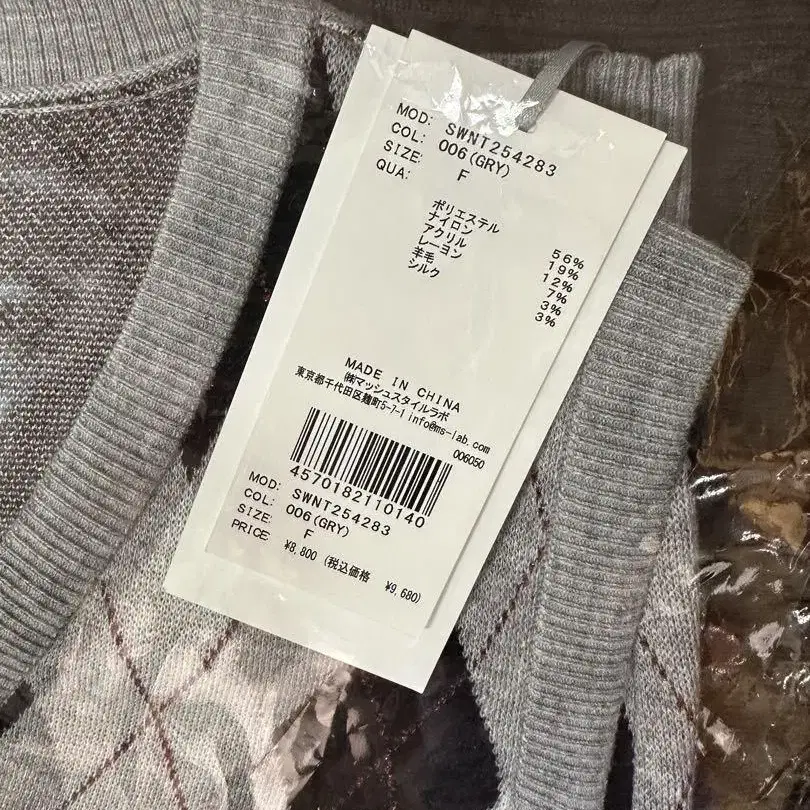 MOD: SWNT254283
COL: 006(GRY)
SIZE: F
QUA:
ポリエステル 56%
ナイロン 19%
アクリル 12%
レーヨン 7%
羊毛 3%
シルク 3%
MADE IN CHINA
㈱マッシュスタイルラボ
東京都千代田区麹町5-7-1 info@ms-lab.com
006050
4570182110140
MOD: SWNT254283
COL: 006(GRY)
SIZE: F
PRICE: ¥8,800 (税込価格 ¥9,680)